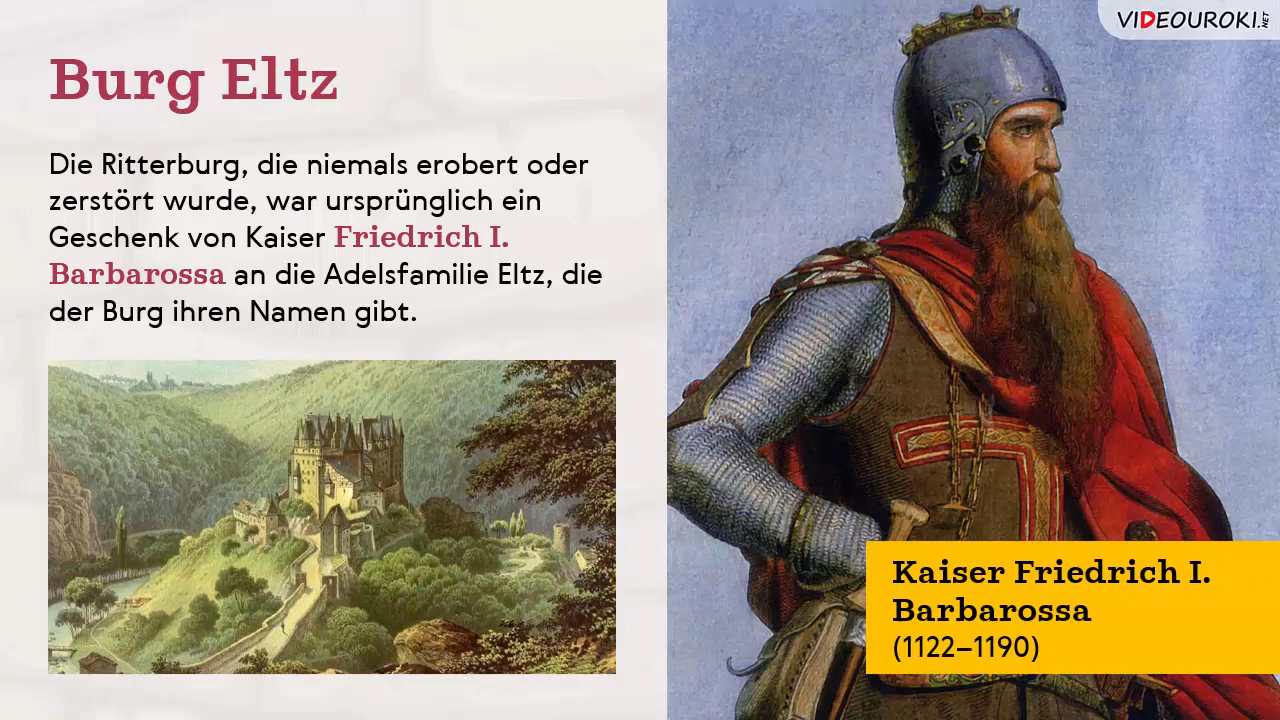 Burg Eltz
Die Ritterburg, die niemals erobert oder
zerstört wurde, war ursprünglich ein
Geschenk von Kaiser Friedrich I.
Barbarossa an die Adelsfamilie Eltz, die
der Burg ihren Namen gibt.
VIDEOUROKI.NET
Kaiser Friedrich I.
Barbarossa
(1122–1190)